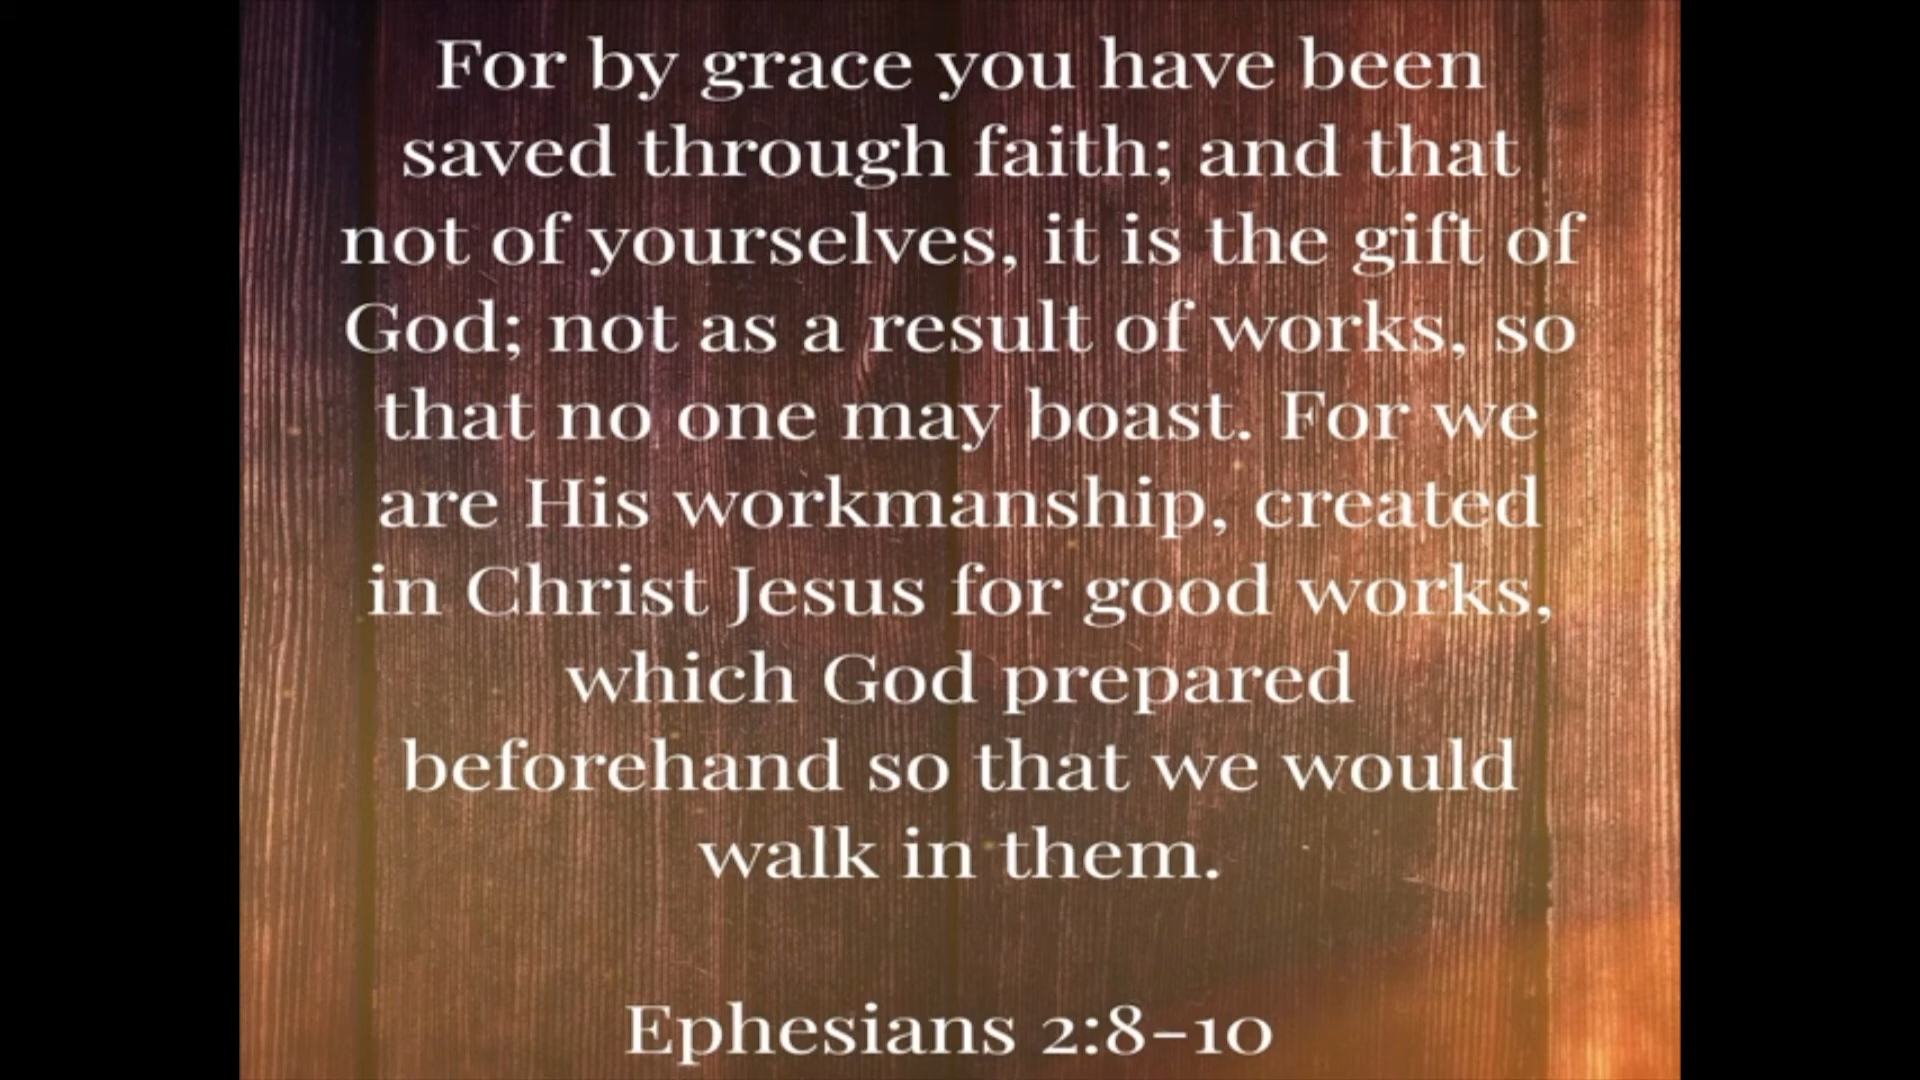 For by grace you have been
saved through faith; and that
not of yourselves, it is the gift of
God; not as a result of works, so
that no one may boast. For we
are His workmanship, created
in Christ Jesus for good works,
which God prepared
beforehand so that we would
walk in them.
Ephesians 2:8-10